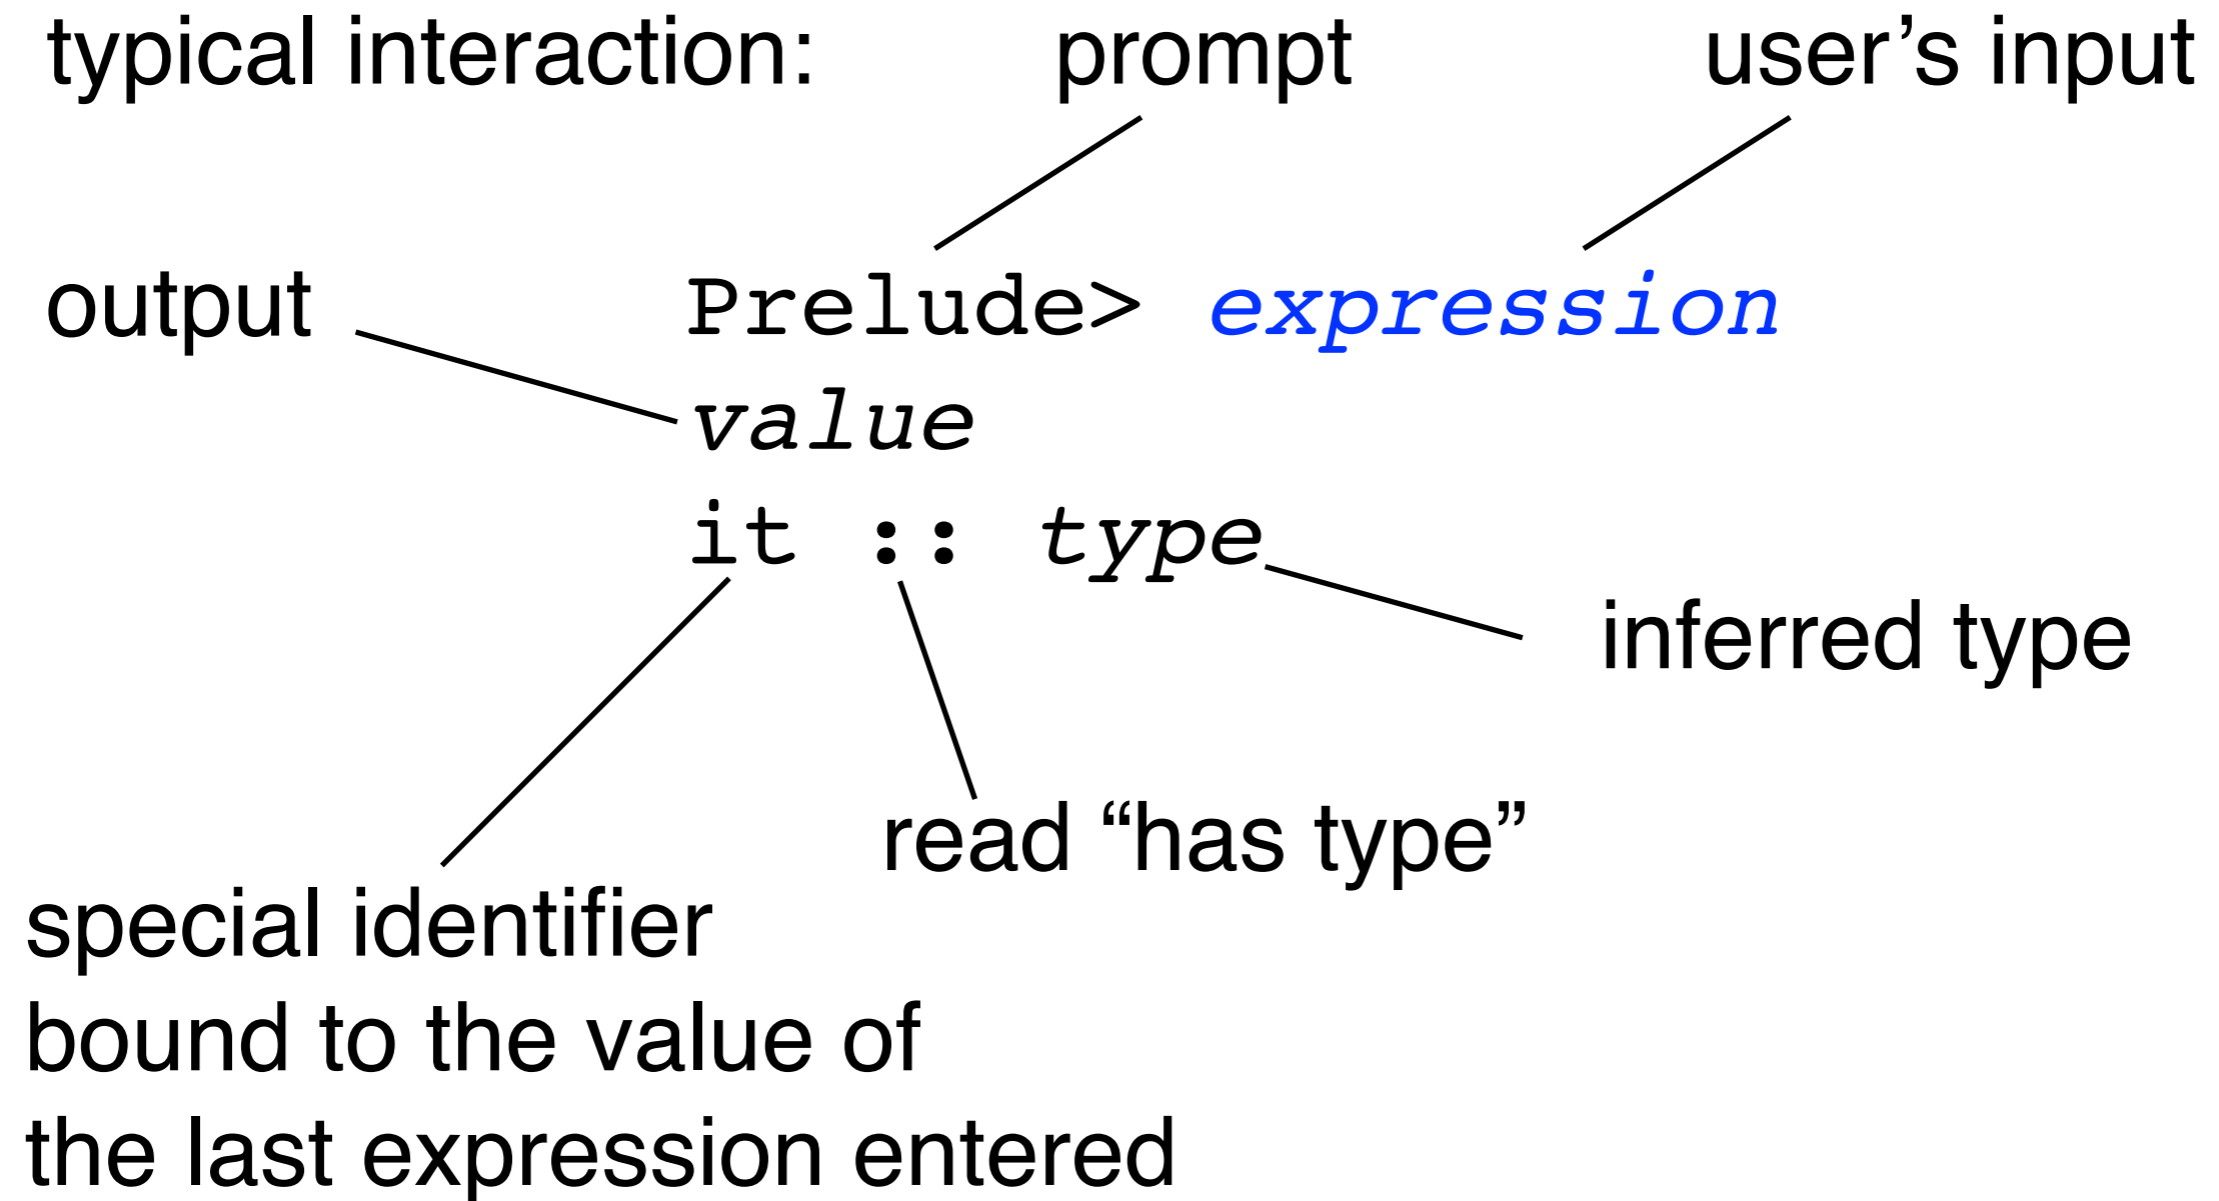 typical interaction: prompt user’s input
output Prelude> expression
value
it :: type
inferred type
read “has type”
special identifier
bound to the value of
the last expression entered